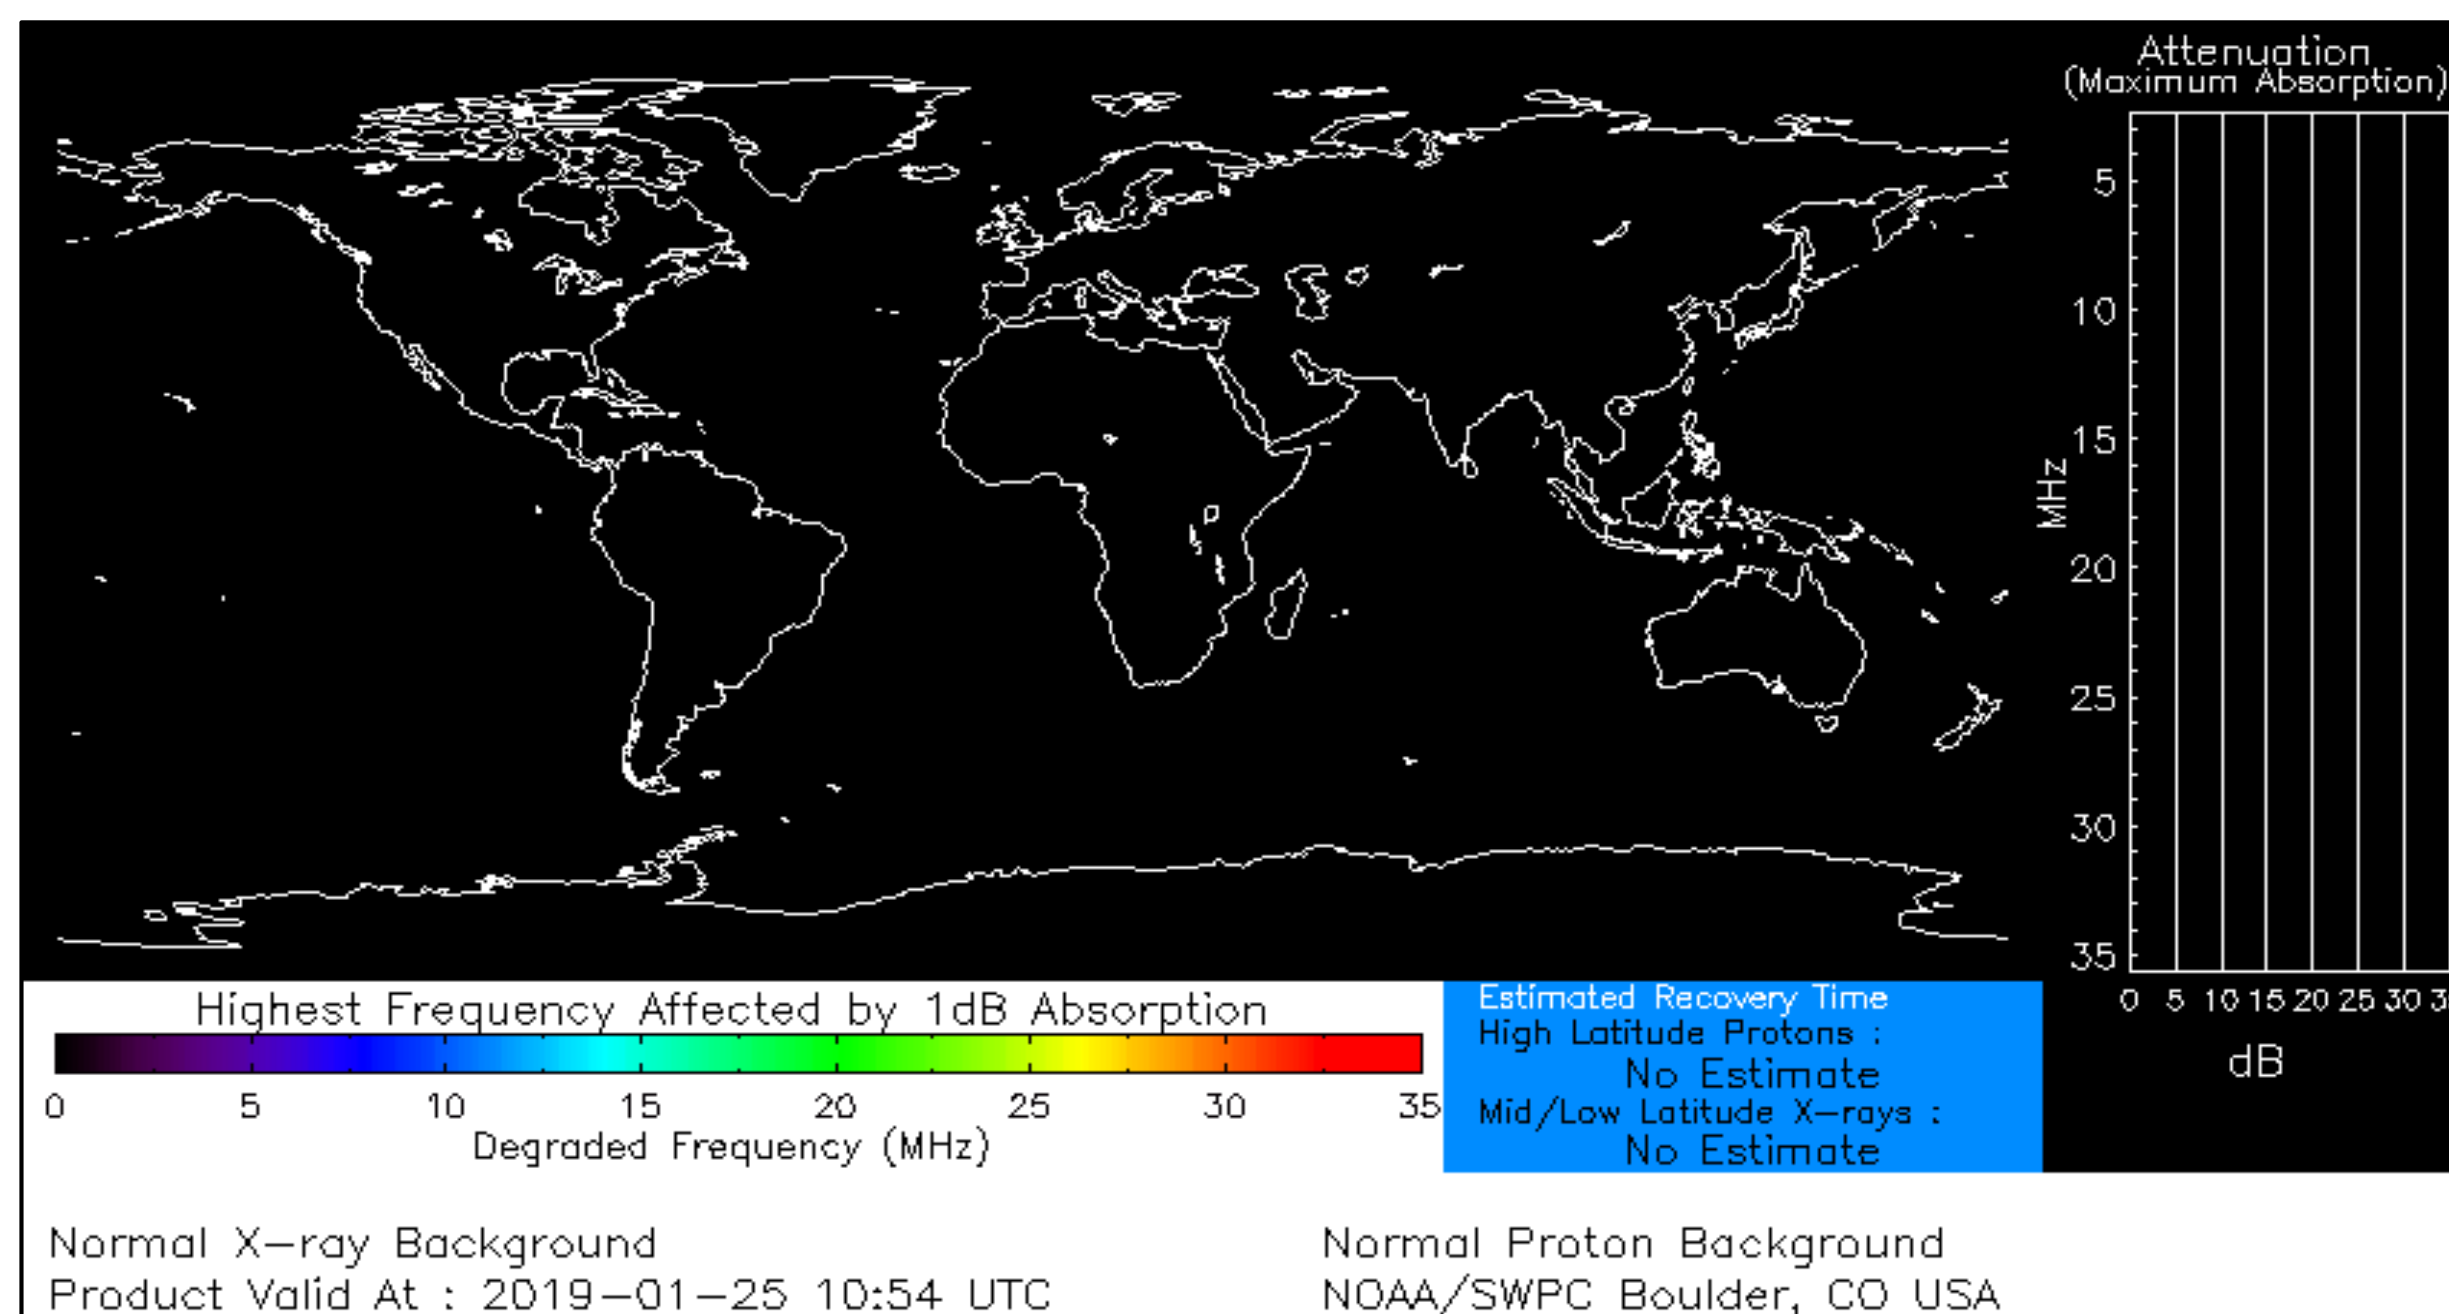 Attenuation
(Maximum Absorption)
5
10
15
20
25
30
35
MHz
0 5 10 15 20 25 30
dB
Highest Frequency Affected by 1dB Absorption
0 5 10 15 20 25 30 35
Degraded Frequency (MHz)
Estimated Recovery Time
High Latitude Protons :
No Estimate
Mid/Low Latitude X-rays :
No Estimate
Normal X-ray Background
Normal Proton Background
Product Valid At : 2019-01-25 10:54 UTC
NOAA/SWPC Boulder, CO USA